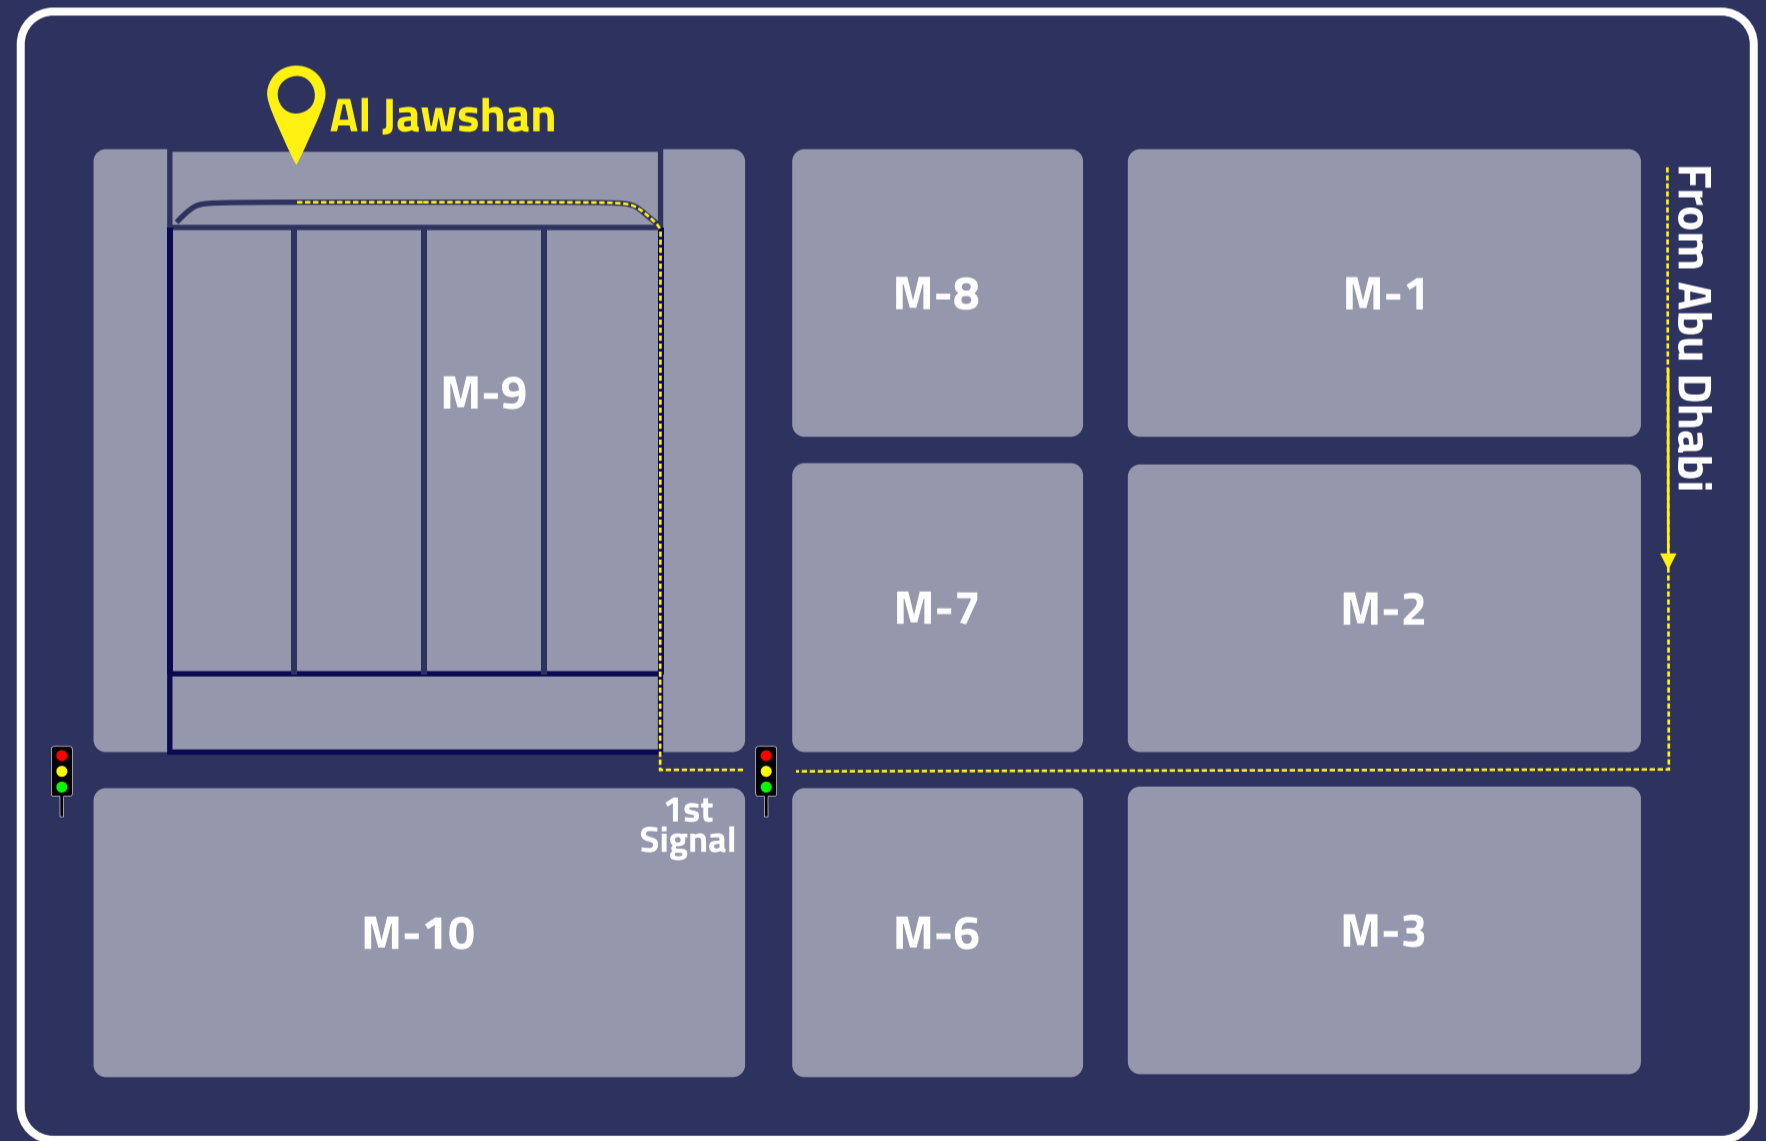 Al Jawshan
From Abu Dhabi
M-8
M-1
M-9
M-7
M-2
1st
Signal
M-10
M-6
M-3